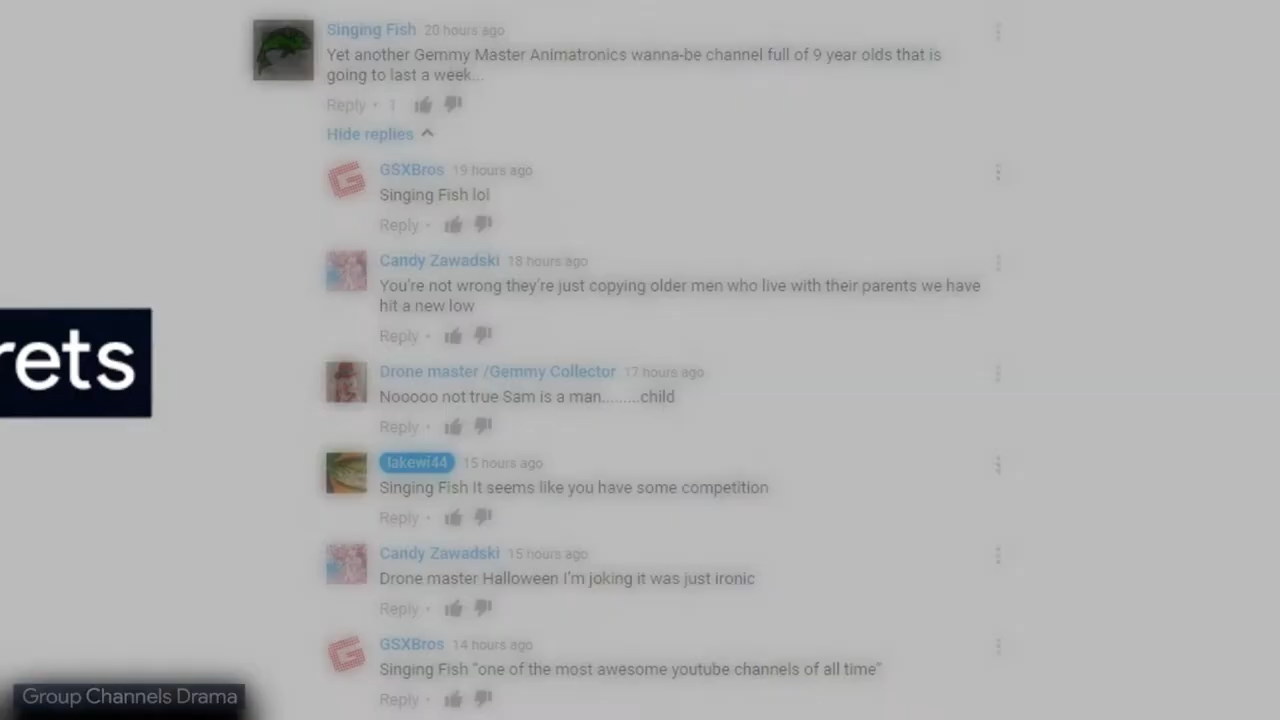 Singing Fish 20 hours ago
Yet another Gemmy Master Animatronics wanna-be channel full of 9 year olds that is
going to last a week...
Reply • 1
Hide replies
GSXBros 19 hours ago
Singing Fish lol
Reply •
Candy Zawadski 18 hours ago
You're not wrong they're just copying older men who live with their parents we have
hit a new low
Reply •
rets
Drone master /Gemmy Collector 17 hours ago
Nooooo not true Sam is a man.........child
Reply •
lakewi44 15 hours ago
Singing Fish It seems like you have some competition
Reply •
Candy Zawadski 15 hours ago
Drone master Halloween I'm joking it was just ironic
Reply •
GSXBros 14 hours ago
Singing Fish "one of the most awesome youtube channels of all time"
Reply •
Group Channels Drama